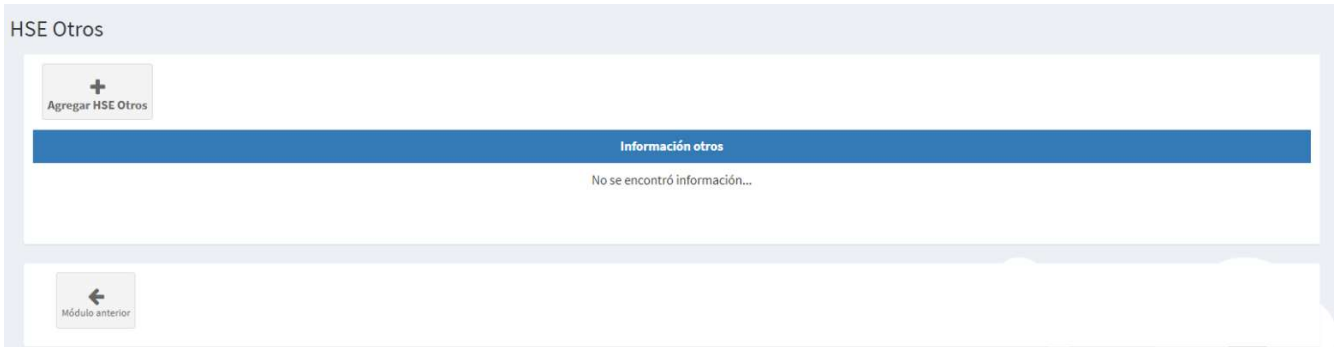 HSE Otros
Agregar HSE Otros
Información otros
No se encontró información...
Módulo anterior